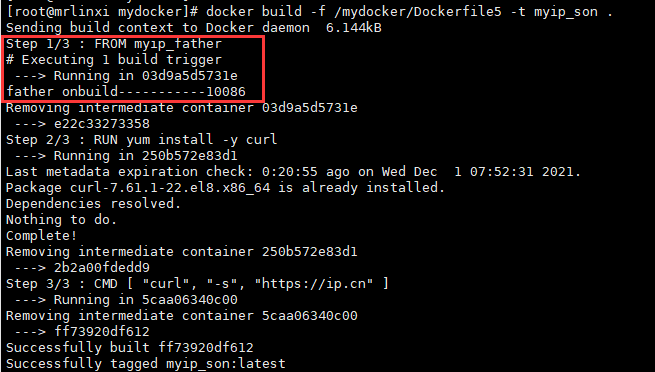 [root@mrlinxi mydocker]# docker build -f /mydocker/Dockerfile5 -t myip_son .
Sending build context to Docker daemon  6.144kB
Step 1/3 : FROM myip_father
# Executing 1 build trigger
 ---> Running in 03d9a5d5731e
father onbuild-----------10086
Removing intermediate container 03d9a5d5731e
 ---> e22c33273358
Step 2/3 : RUN yum install -y curl
 ---> Running in 250b572e83d1
Last metadata expiration check: 0:20:55 ago on Wed Dec  1 07:52:31 2021.
Package curl-7.61.1-22.el8.x86_64 is already installed.
Dependencies resolved.
Nothing to do.
Complete!
Removing intermediate container 250b572e83d1
 ---> 2b2a00fdedd9
Step 3/3 : CMD [ "curl", "-s", "https://ip.cn" ]
 ---> Running in 5caa06340c00
Removing intermediate container 5caa06340c00
 ---> ff73920df612
Successfully built ff73920df612
Successfully tagged myip_son:latest